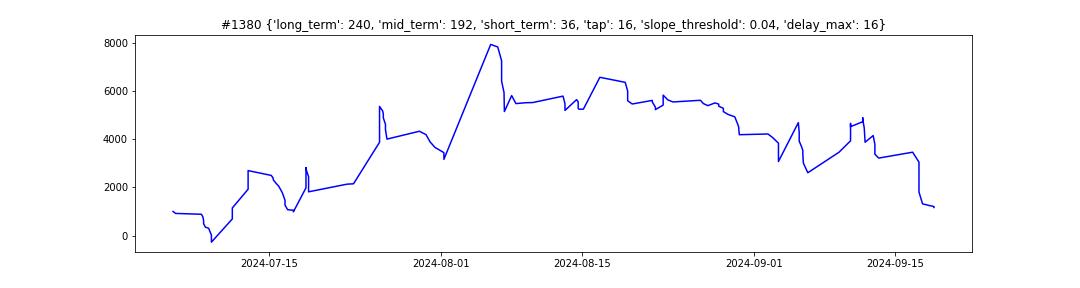 #1380 {'long_term': 240, 'mid_term': 192, 'short_term': 36, 'tap': 16, 'slope_threshold': 0.04, 'delay_max': 16}
8000
6000
4000
2000
0
2024-07-15 2024-08-01 2024-08-15 2024-09-01 2024-09-15